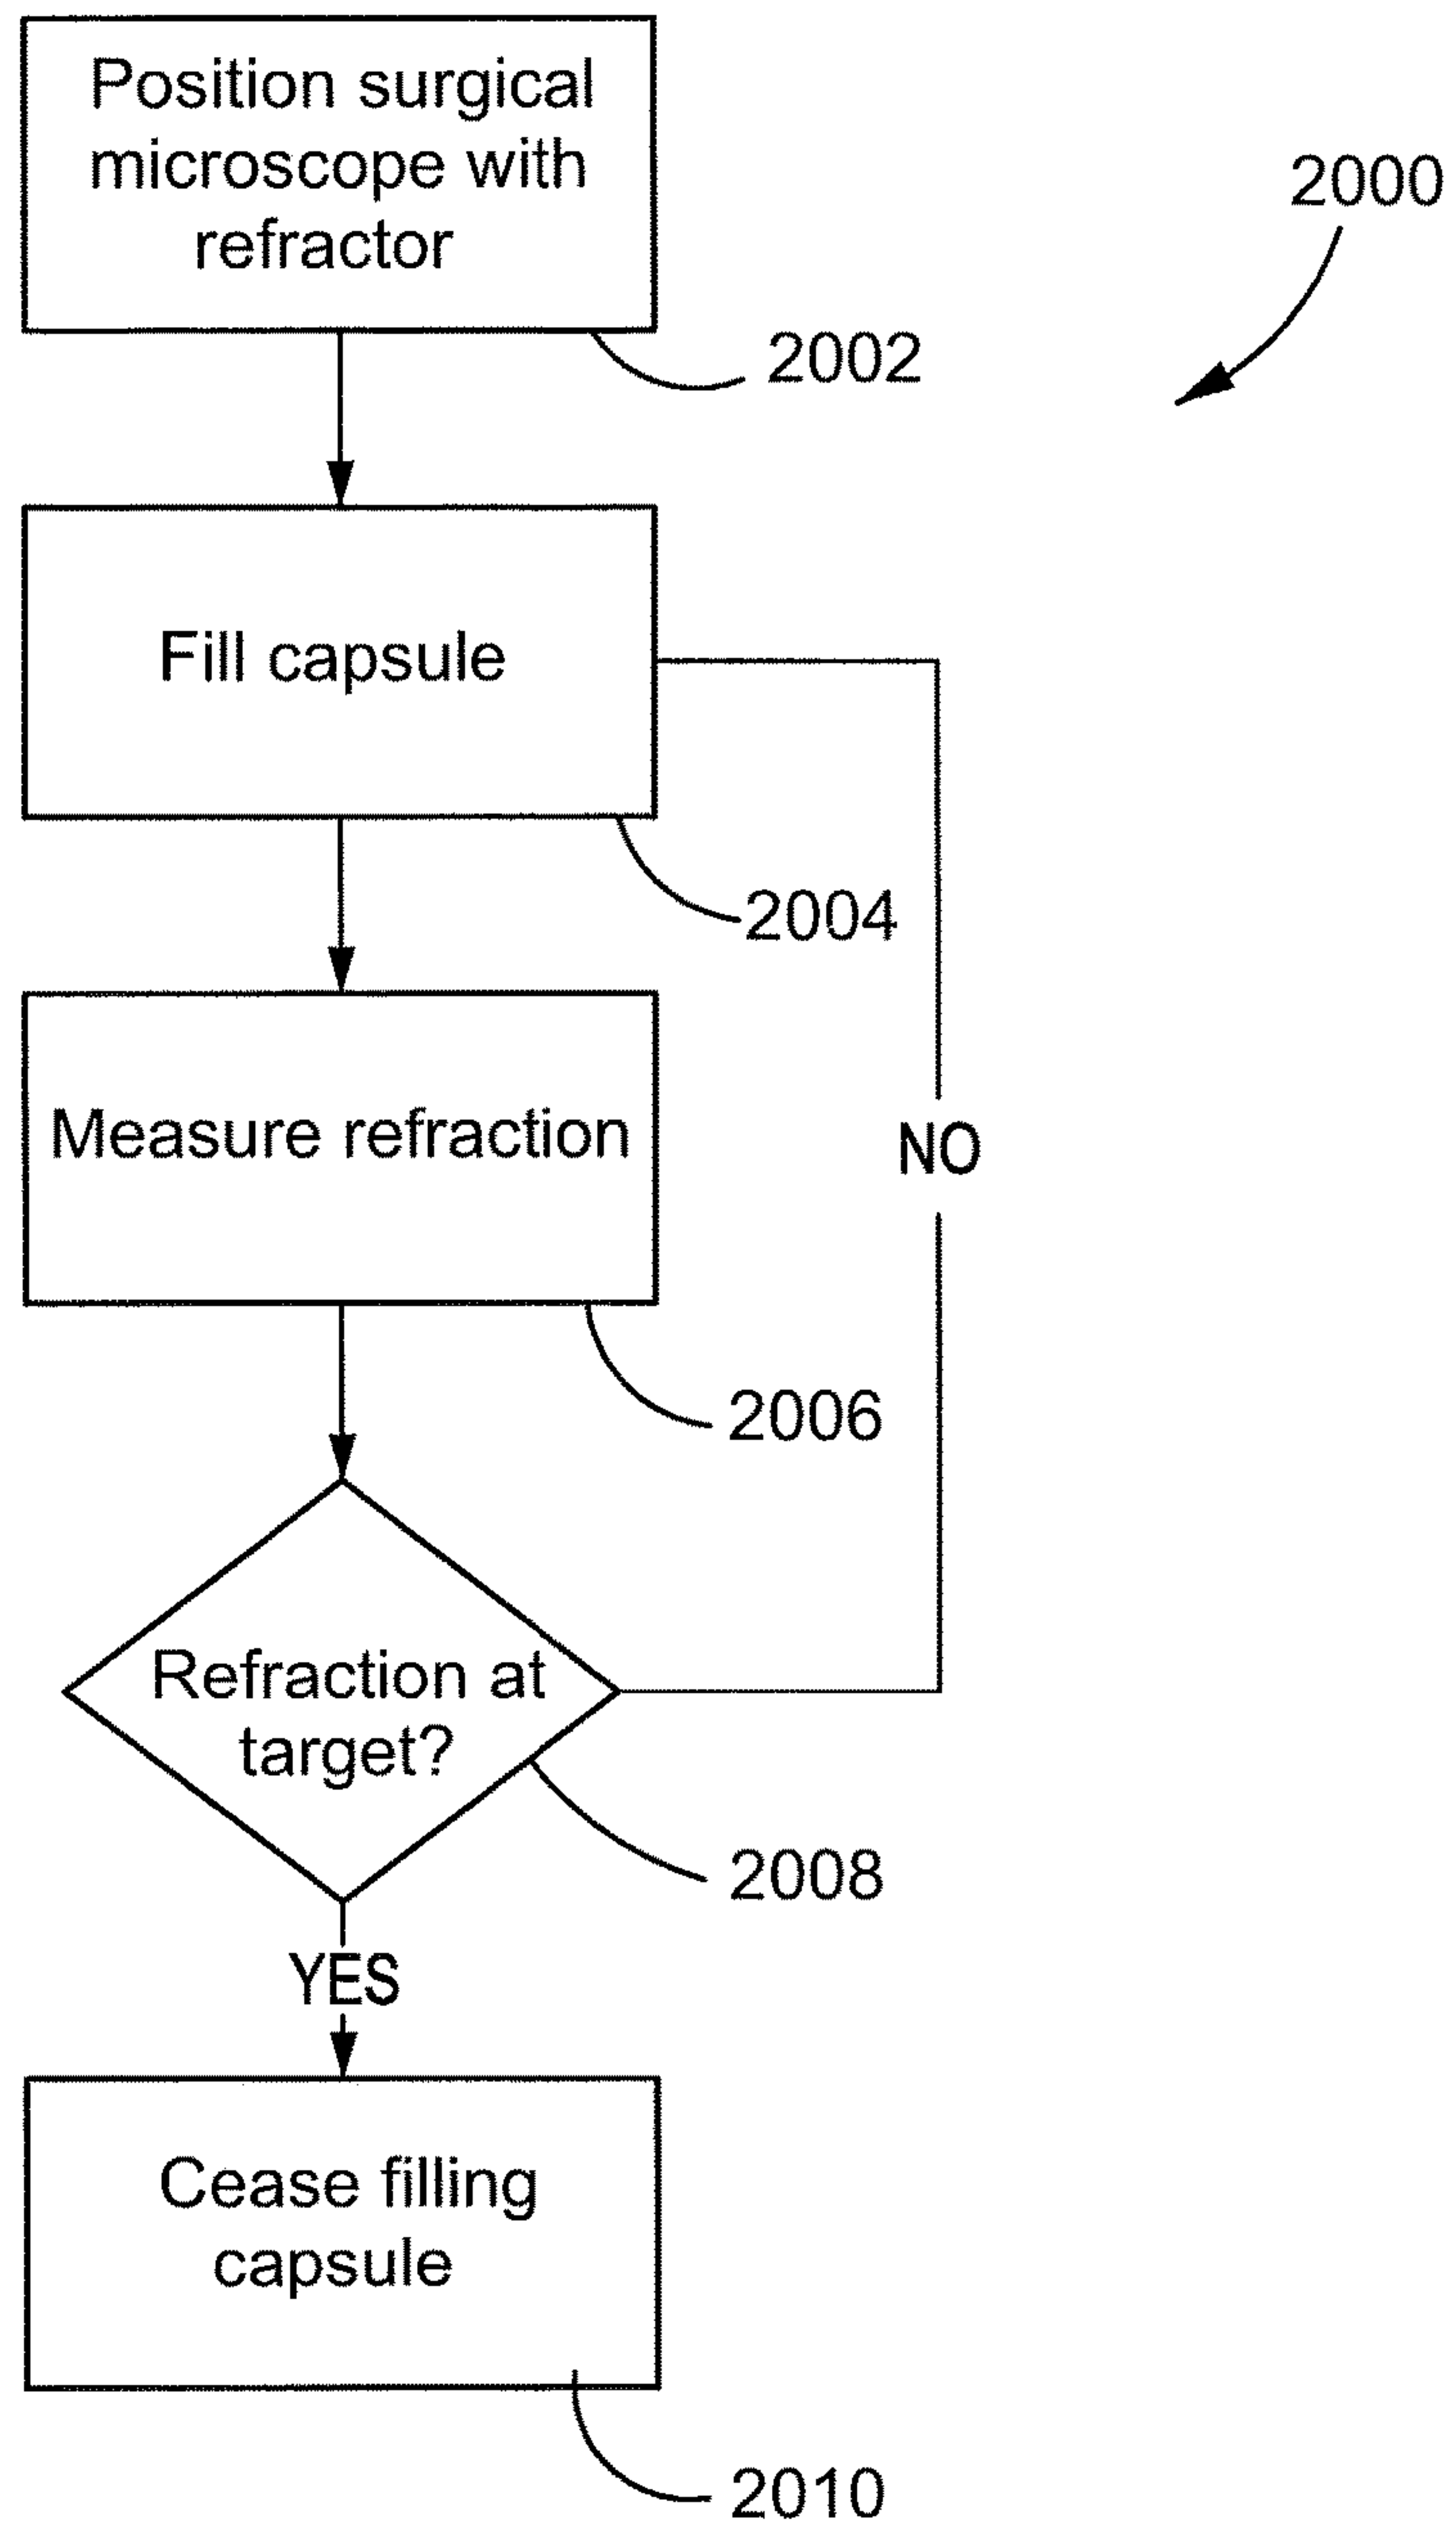 Position surgical
microscope with
refractor
2000
2002
Fill capsule
2004
Measure refraction
NO
2006
Refraction at
target?
2008
YES
Cease filling
capsule
2010